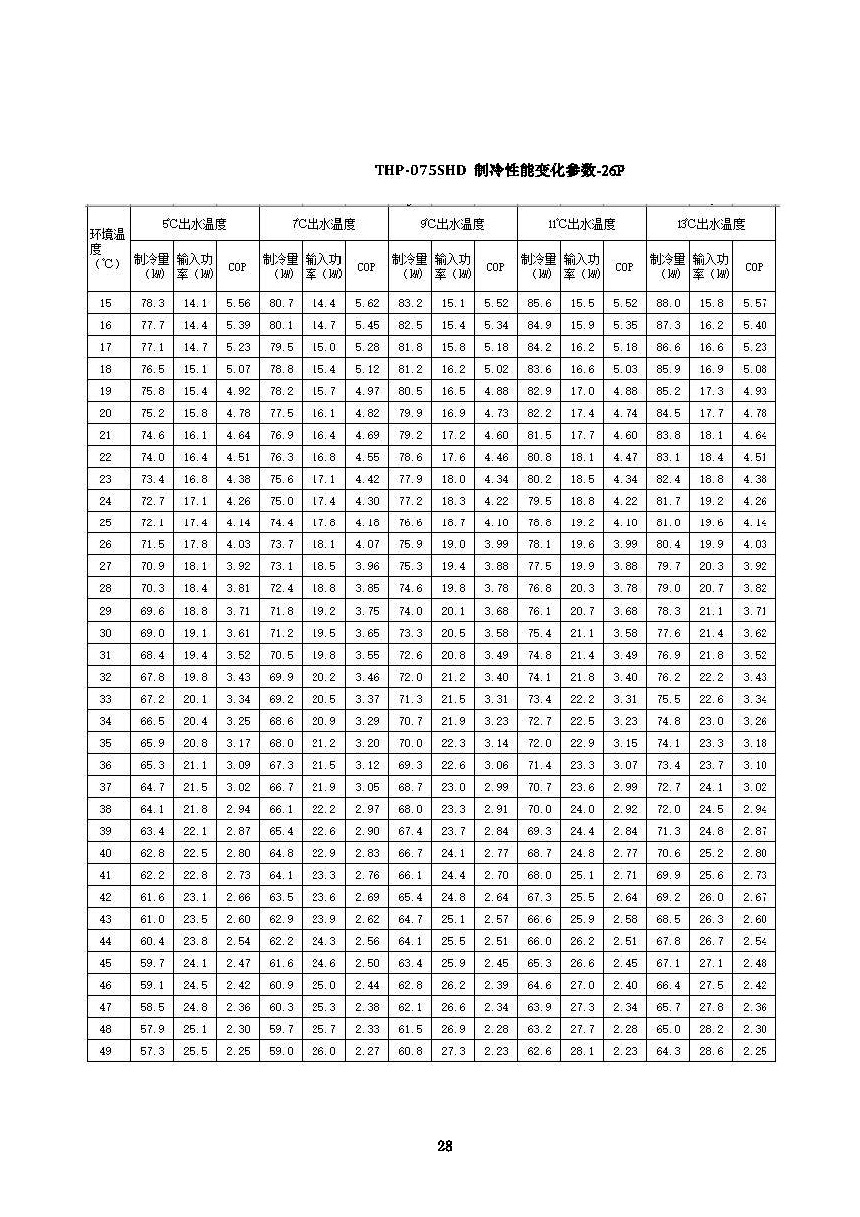 THP-075SHD 制冷性能变化参数-26P
环境温度（℃） 5℃出水温度 7℃出水温度 9℃出水温度 11℃出水温度 13℃出水温度
制冷量（kW） 输入功率（kW） COP 制冷量（kW） 输入功率（kW） COP 制冷量（kW） 输入功率（kW） COP 制冷量（kW） 输入功率（kW） COP 制冷量（kW） 输入功率（kW） COP
15 78.3 14.1 5.56 80.7 14.4 5.62 83.2 15.1 5.52 85.6 15.5 5.52 88.0 15.8 5.57
16 77.7 14.4 5.39 80.1 14.7 5.45 82.5 15.4 5.34 84.9 15.9 5.35 87.3 16.2 5.40
17 77.1 14.7 5.23 79.5 15.0 5.28 81.8 15.8 5.18 84.2 16.2 5.18 86.6 16.6 5.23
18 76.5 15.1 5.07 78.8 15.4 5.12 81.2 16.2 5.02 83.6 16.6 5.03 85.9 16.9 5.08
19 75.8 15.4 4.92 78.2 15.7 4.97 80.5 16.5 4.88 82.9 17.0 4.88 85.2 17.3 4.93
20 75.2 15.8 4.78 77.5 16.1 4.82 79.9 16.9 4.73 82.2 17.4 4.74 84.5 17.7 4.78
21 74.6 16.1 4.64 76.9 16.4 4.69 79.2 17.2 4.60 81.5 17.7 4.60 83.8 18.1 4.64
22 74.0 16.4 4.51 76.3 16.8 4.55 78.6 17.6 4.46 80.8 18.1 4.47 83.1 18.4 4.51
23 73.4 16.8 4.38 75.6 17.1 4.42 77.9 18.0 4.34 80.2 18.5 4.34 82.4 18.8 4.38
24 72.7 17.1 4.26 75.0 17.4 4.30 77.2 18.3 4.22 79.5 18.8 4.22 81.7 19.2 4.26
25 72.1 17.4 4.14 74.4 17.8 4.18 76.6 18.7 4.10 78.8 19.2 4.10 81.0 19.6 4.14
26 71.5 17.8 4.03 73.7 18.1 4.07 75.9 19.0 3.99 78.1 19.6 3.99 80.4 19.9 4.03
27 70.9 18.1 3.92 73.1 18.5 3.96 75.3 19.4 3.88 77.5 19.9 3.88 79.7 20.3 3.92
28 70.3 18.4 3.81 72.4 18.8 3.85 74.6 19.8 3.78 76.8 20.3 3.78 79.0 20.7 3.82
29 69.6 18.8 3.71 71.8 19.2 3.75 74.0 20.1 3.68 76.1 20.7 3.68 78.3 21.1 3.71
30 69.0 19.1 3.61 71.2 19.5 3.65 73.3 20.5 3.58 75.4 21.1 3.58 77.6 21.4 3.62
31 68.4 19.4 3.52 70.5 19.8 3.55 72.6 20.8 3.49 74.8 21.4 3.49 76.9 21.8 3.52
32 67.8 19.8 3.43 69.9 20.2 3.46 72.0 21.2 3.40 74.1 21.8 3.40 76.2 22.2 3.43
33 67.2 20.1 3.34 69.2 20.5 3.37 71.3 21.5 3.31 73.4 22.2 3.31 75.5 22.6 3.34
34 66.5 20.4 3.25 68.6 20.9 3.29 70.7 21.9 3.23 72.7 22.5 3.23 74.8 23.0 3.26
35 65.9 20.8 3.17 68.0 21.2 3.20 70.0 22.3 3.14 72.0 22.9 3.15 74.1 23.3 3.18
36 65.3 21.1 3.09 67.3 21.5 3.12 69.3 22.6 3.06 71.4 23.3 3.07 73.4 23.7 3.10
37 64.7 21.5 3.02 66.7 21.9 3.05 68.7 23.0 2.99 70.7 23.6 2.99 72.7 24.1 3.02
38 64.1 21.8 2.94 66.1 22.2 2.97 68.0 23.3 2.91 70.0 24.0 2.92 72.0 24.5 2.94
39 63.4 22.1 2.87 65.4 22.6 2.90 67.4 23.7 2.84 69.3 24.4 2.84 71.3 24.8 2.87
40 62.8 22.5 2.80 64.8 22.9 2.83 66.7 24.1 2.77 68.7 24.8 2.77 70.6 25.2 2.80
41 62.2 22.8 2.73 64.1 23.3 2.76 66.1 24.4 2.70 68.0 25.1 2.71 69.9 25.6 2.73
42 61.6 23.1 2.66 63.5 23.6 2.69 65.4 24.8 2.64 67.3 25.5 2.64 69.2 26.0 2.67
43 61.0 23.5 2.60 62.9 23.9 2.62 64.7 25.1 2.57 66.6 25.9 2.58 68.5 26.3 2.60
44 60.4 23.8 2.54 62.2 24.3 2.56 64.1 25.5 2.51 66.0 26.2 2.51 67.8 26.7 2.54
45 59.7 24.1 2.47 61.6 24.6 2.50 63.4 25.9 2.45 65.3 26.6 2.45 67.1 27.1 2.48
46 59.1 24.5 2.42 60.9 25.0 2.44 62.8 26.2 2.39 64.6 27.0 2.40 66.4 27.5 2.42
47 58.5 24.8 2.36 60.3 25.3 2.38 62.1 26.6 2.34 63.9 27.3 2.34 65.7 27.8 2.36
48 57.9 25.1 2.30 59.7 25.7 2.33 61.5 26.9 2.28 63.2 27.7 2.28 65.0 28.2 2.30
49 57.3 25.5 2.25 59.0 26.0 2.27 60.8 27.3 2.23 62.6 28.1 2.23 64.3 28.6 2.25
28